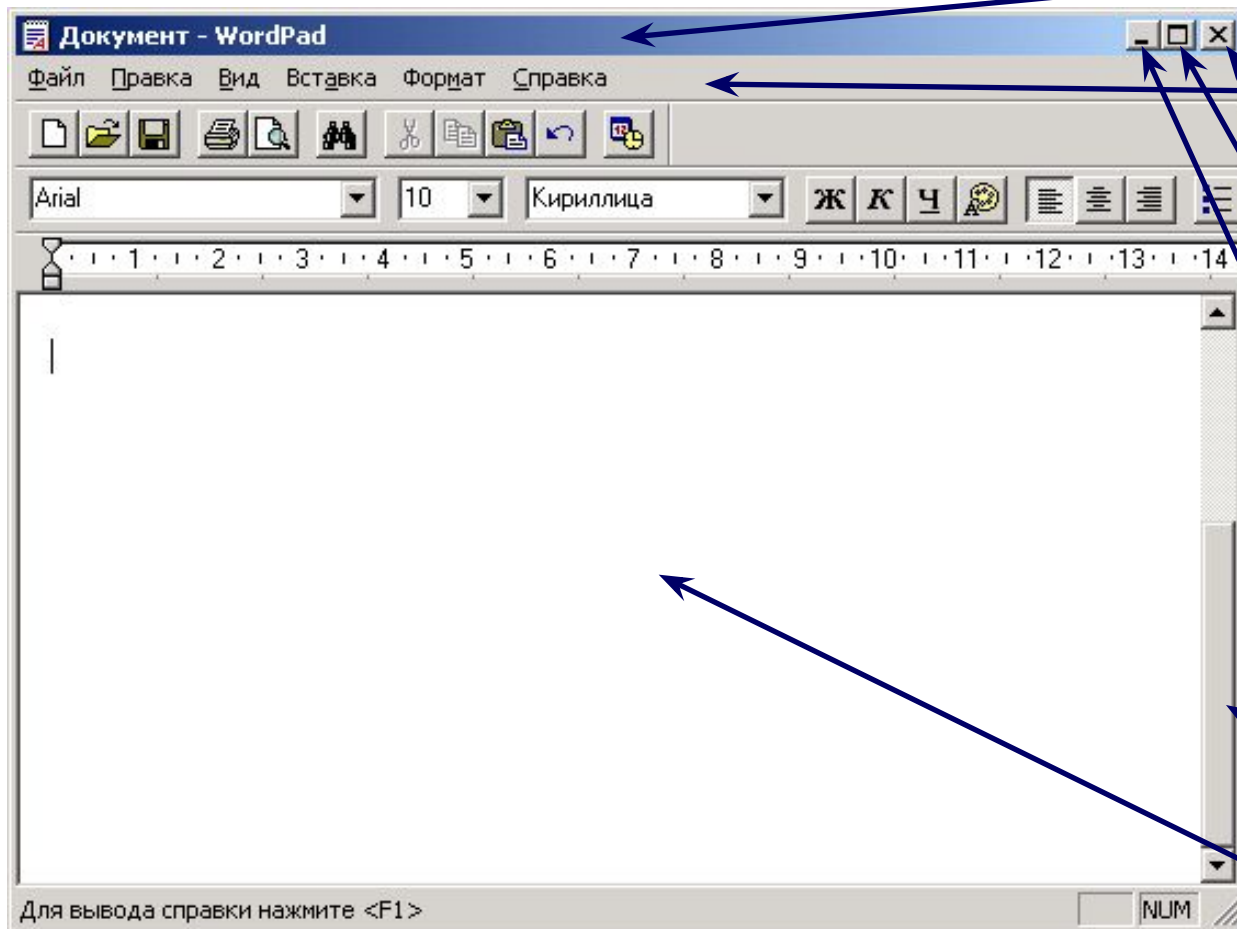 Документ - WordPad
Файл Правка Вид Вставка Формат Справка
Arial 10 Кириллица Ж К Ч
1 2 3 4 5 6 7 8 9 10 11 12 13 14
Для вывода справки нажмите <F1> NUM